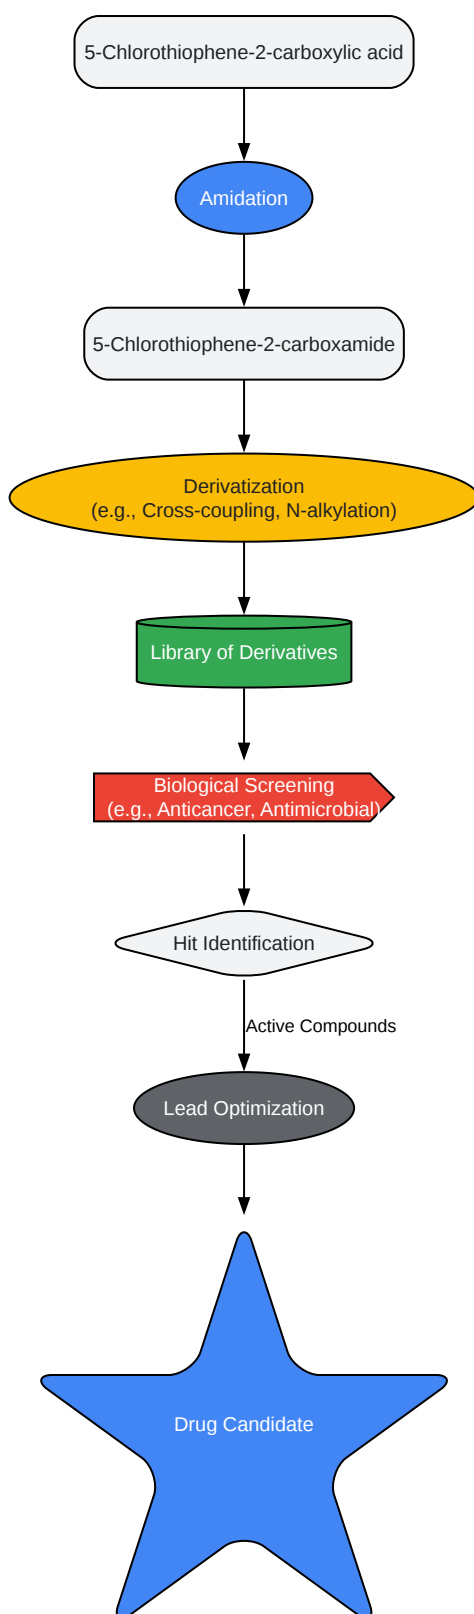 5-Chlorothiophene-2-carboxylic acid
Amidation
5-Chlorothiophene-2-carboxamide
Derivatization
(e.g., Cross-coupling, N-alkylation)
Library of Derivatives
Biological Screening
(e.g., Anticancer, Antimicrobial)
Hit Identification
Active Compounds
Lead Optimization
Drug Candidate